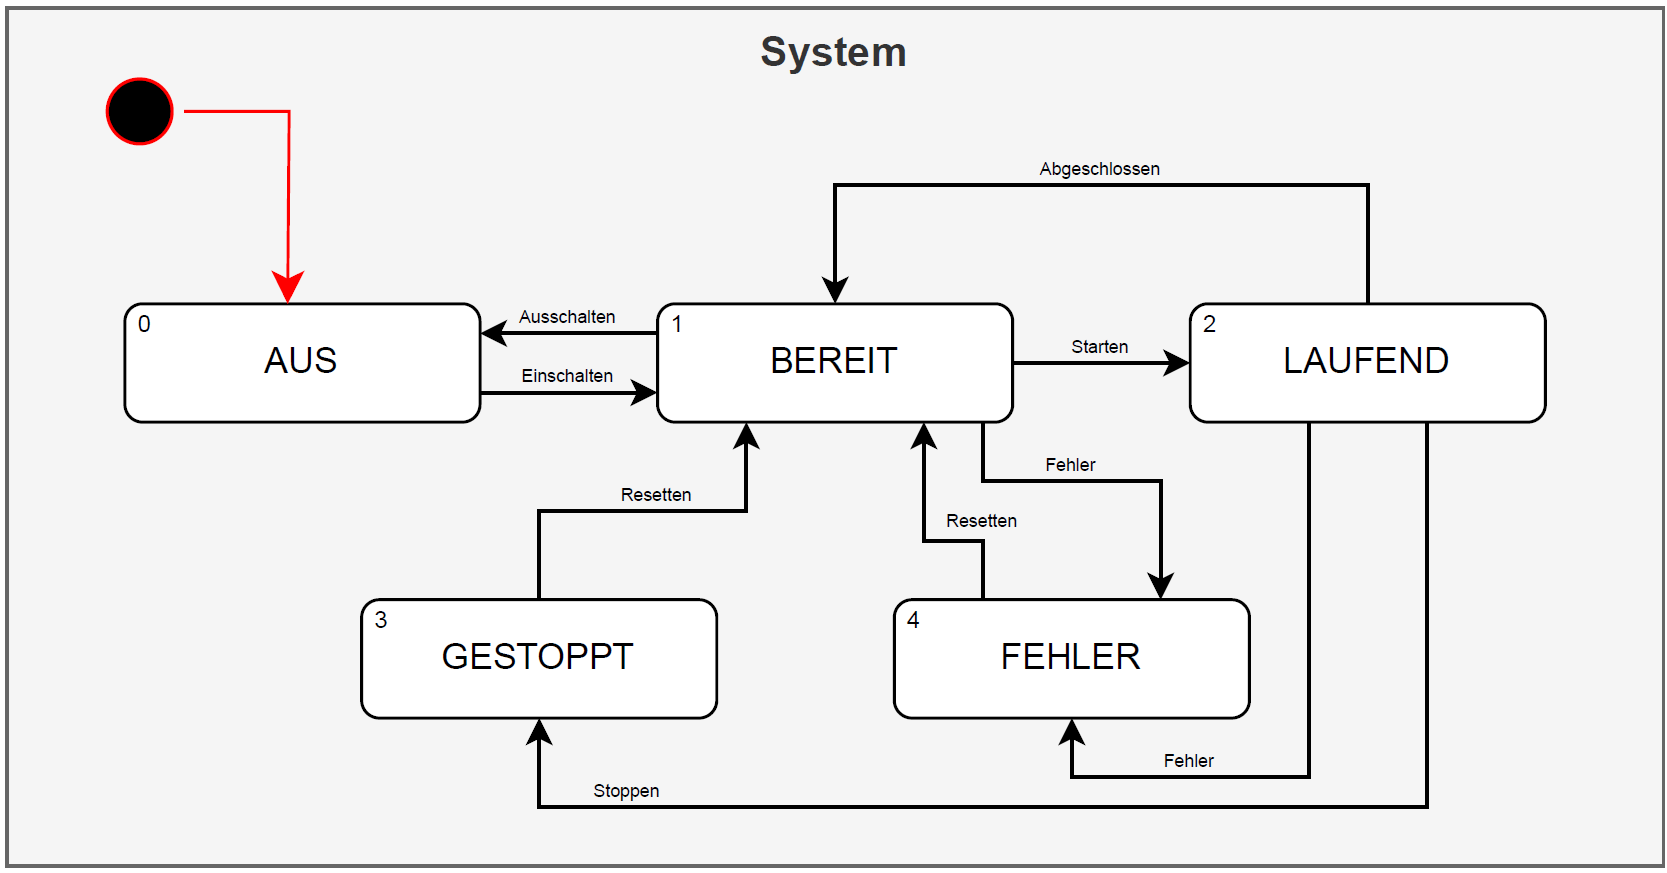 System
Abgeschlossen
0
AUS
Ausschalten
Einschalten
1
BEREIT
Starten
2
LAUFEND
Fehler
Resetten
Resetten
3
GESTOPPT
4
FEHLER
Fehler
Stoppen